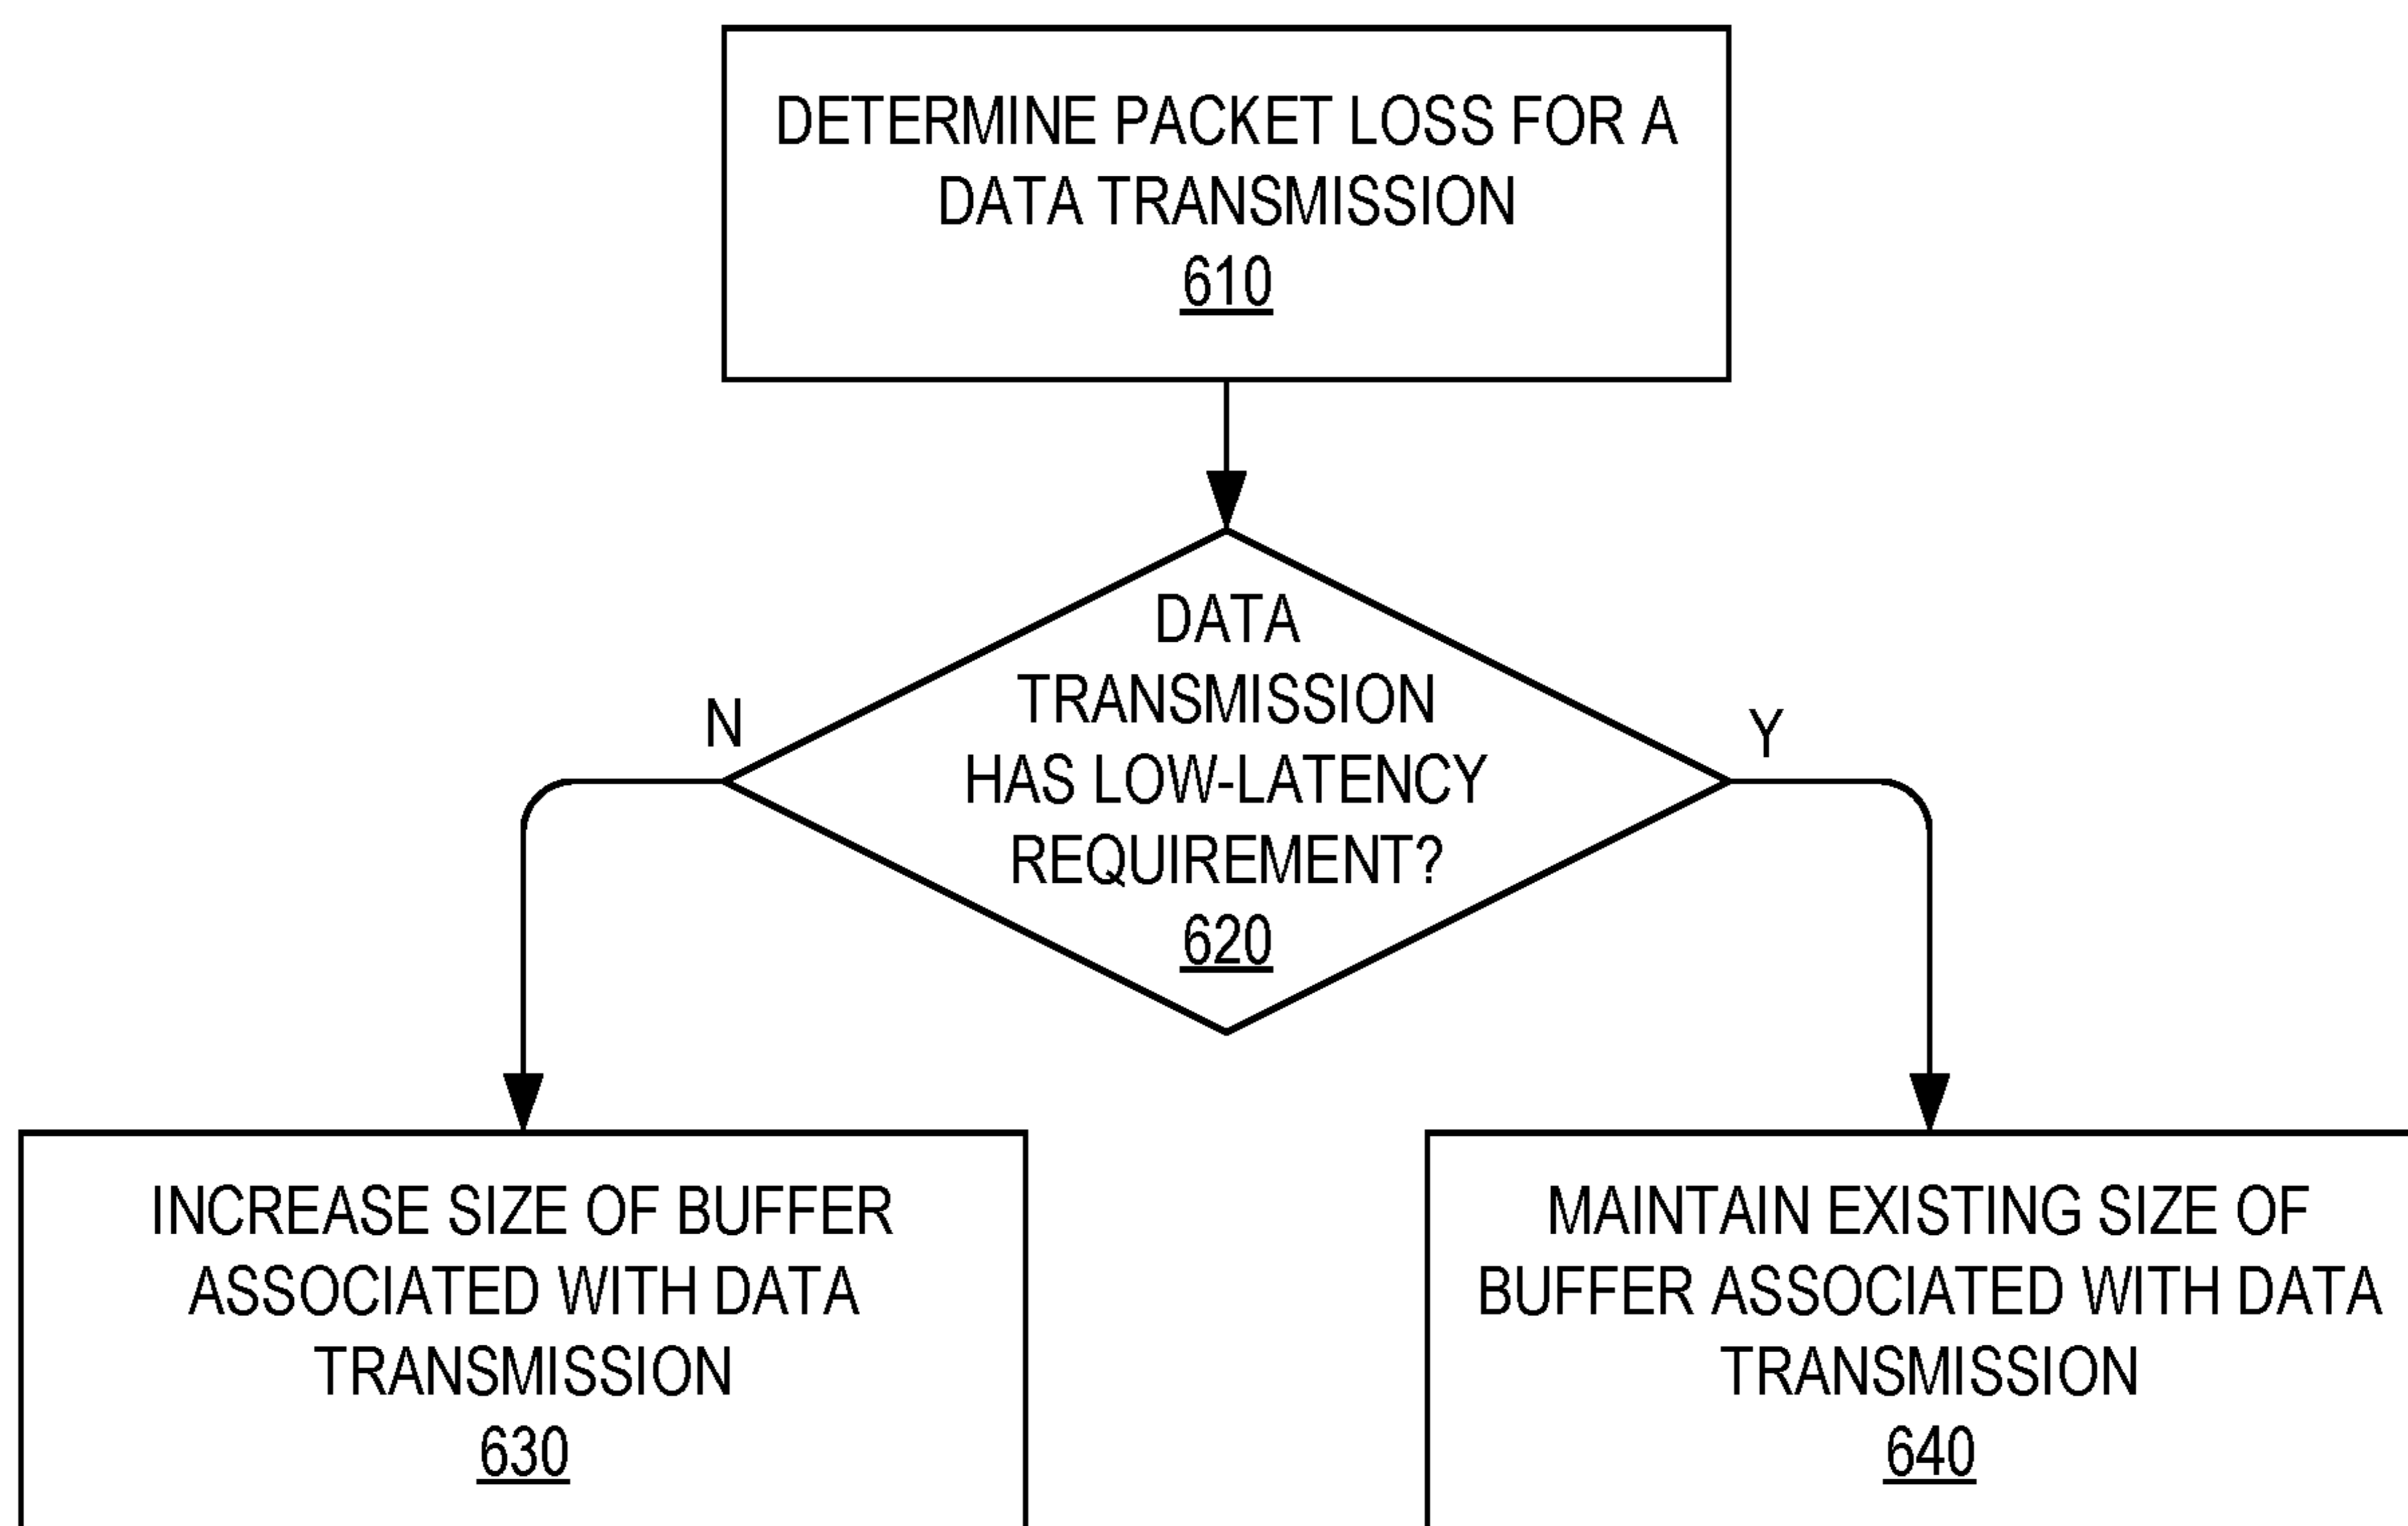 DETERMINE PACKET LOSS FOR A
DATA TRANSMISSION
610
DATA
TRANSMISSION
HAS LOW-LATENCY
REQUIREMENT?
620
N
Y
INCREASE SIZE OF BUFFER
ASSOCIATED WITH DATA
TRANSMISSION
630
MAINTAIN EXISTING SIZE OF
BUFFER ASSOCIATED WITH DATA
TRANSMISSION
640